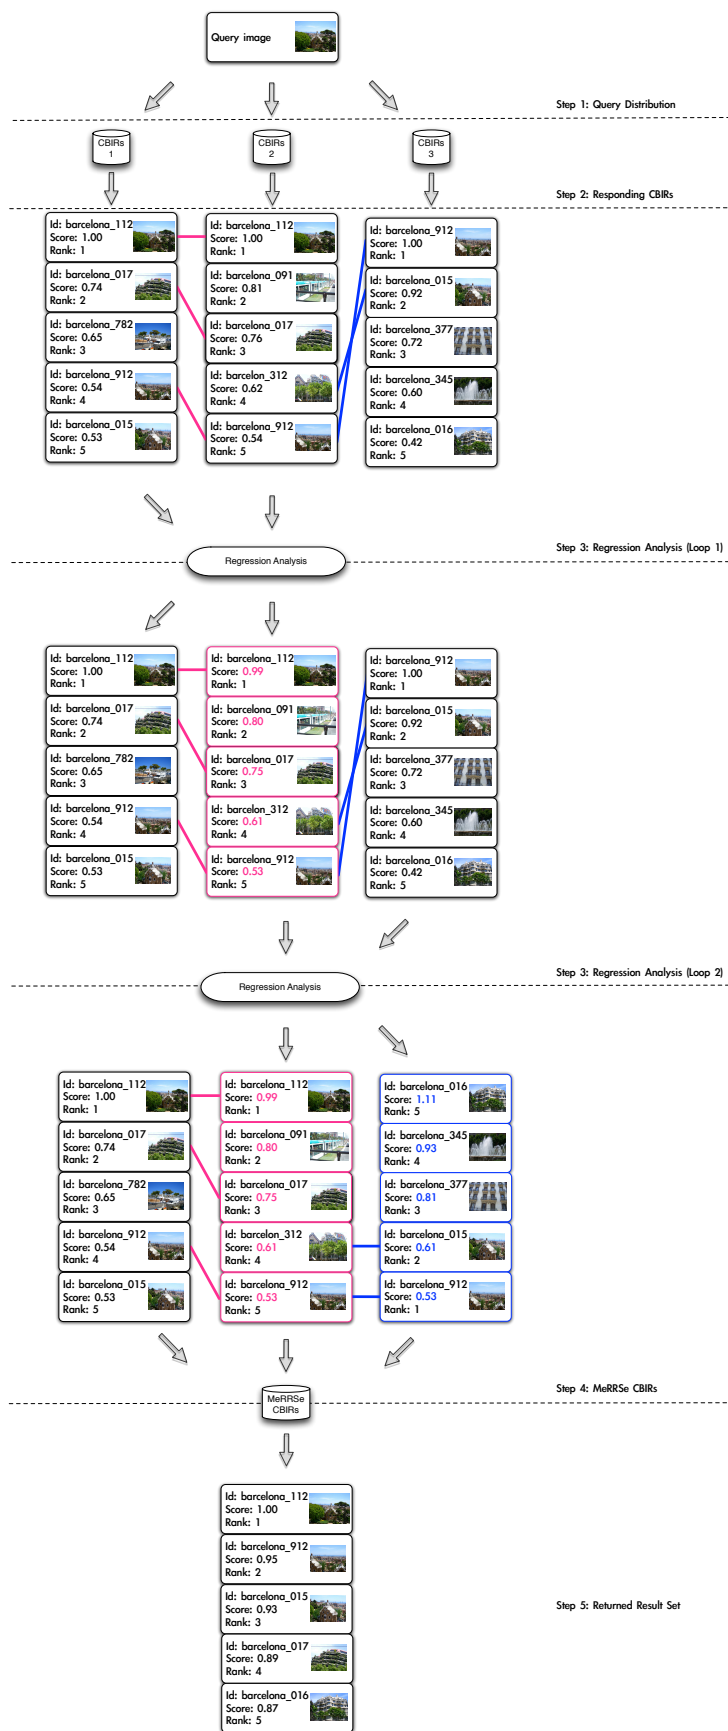 Query image
Step 1: Query Distribution
CBIRs
1
CBIRs
2
CBIRs
3
Step 2: Responding CBIRs
Id: barcelona_112
Score: 1.00
Rank: 1
Id: barcelona_017
Score: 0.74
Rank: 2
Id: barcelona_782
Score: 0.65
Rank: 3
Id: barcelona_912
Score: 0.54
Rank: 4
Id: barcelona_015
Score: 0.53
Rank: 5
Id: barcelona_112
Score: 1.00
Rank: 1
Id: barcelona_091
Score: 0.81
Rank: 2
Id: barcelona_017
Score: 0.76
Rank: 3
Id: barcelon_312
Score: 0.62
Rank: 4
Id: barcelona_912
Score: 0.54
Rank: 5
Id: barcelona_912
Score: 1.00
Rank: 1
Id: barcelona_015
Score: 0.92
Rank: 2
Id: barcelona_377
Score: 0.72
Rank: 3
Id: barcelona_345
Score: 0.60
Rank: 4
Id: barcelona_016
Score: 0.42
Rank: 5
Step 3: Regression Analysis (Loop 1)
Regression Analysis
Id: barcelona_112
Score: 1.00
Rank: 1
Id: barcelona_017
Score: 0.74
Rank: 2
Id: barcelona_782
Score: 0.65
Rank: 3
Id: barcelona_912
Score: 0.54
Rank: 4
Id: barcelona_015
Score: 0.53
Rank: 5
Id: barcelona_112
Score: 0.99
Rank: 1
Id: barcelona_091
Score: 0.80
Rank: 2
Id: barcelona_017
Score: 0.75
Rank: 3
Id: barcelon_312
Score: 0.61
Rank: 4
Id: barcelona_912
Score: 0.53
Rank: 5
Id: barcelona_912
Score: 1.00
Rank: 1
Id: barcelona_015
Score: 0.92
Rank: 2
Id: barcelona_377
Score: 0.72
Rank: 3
Id: barcelona_345
Score: 0.60
Rank: 4
Id: barcelona_016
Score: 0.42
Rank: 5
Step 3: Regression Analysis (Loop 2)
Regression Analysis
Id: barcelona_112
Score: 1.00
Rank: 1
Id: barcelona_017
Score: 0.74
Rank: 2
Id: barcelona_782
Score: 0.65
Rank: 3
Id: barcelona_912
Score: 0.54
Rank: 4
Id: barcelona_015
Score: 0.53
Rank: 5
Id: barcelona_112
Score: 0.99
Rank: 1
Id: barcelona_091
Score: 0.80
Rank: 2
Id: barcelona_017
Score: 0.75
Rank: 3
Id: barcelon_312
Score: 0.61
Rank: 4
Id: barcelona_912
Score: 0.53
Rank: 5
Id: barcelona_016
Score: 1.11
Rank: 5
Id: barcelona_345
Score: 0.93
Rank: 4
Id: barcelona_377
Score: 0.81
Rank: 3
Id: barcelona_015
Score: 0.61
Rank: 2
Id: barcelona_912
Score: 0.53
Rank: 1
Step 4: MeRRSe CBIRs
MeRRSe
CBIRs
Id: barcelona_112
Score: 1.00
Rank: 1
Id: barcelona_912
Score: 0.95
Rank: 2
Id: barcelona_015
Score: 0.93
Rank: 3
Id: barcelona_017
Score: 0.89
Rank: 4
Id: barcelona_016
Score: 0.87
Rank: 5
Step 5: Returned Result Set